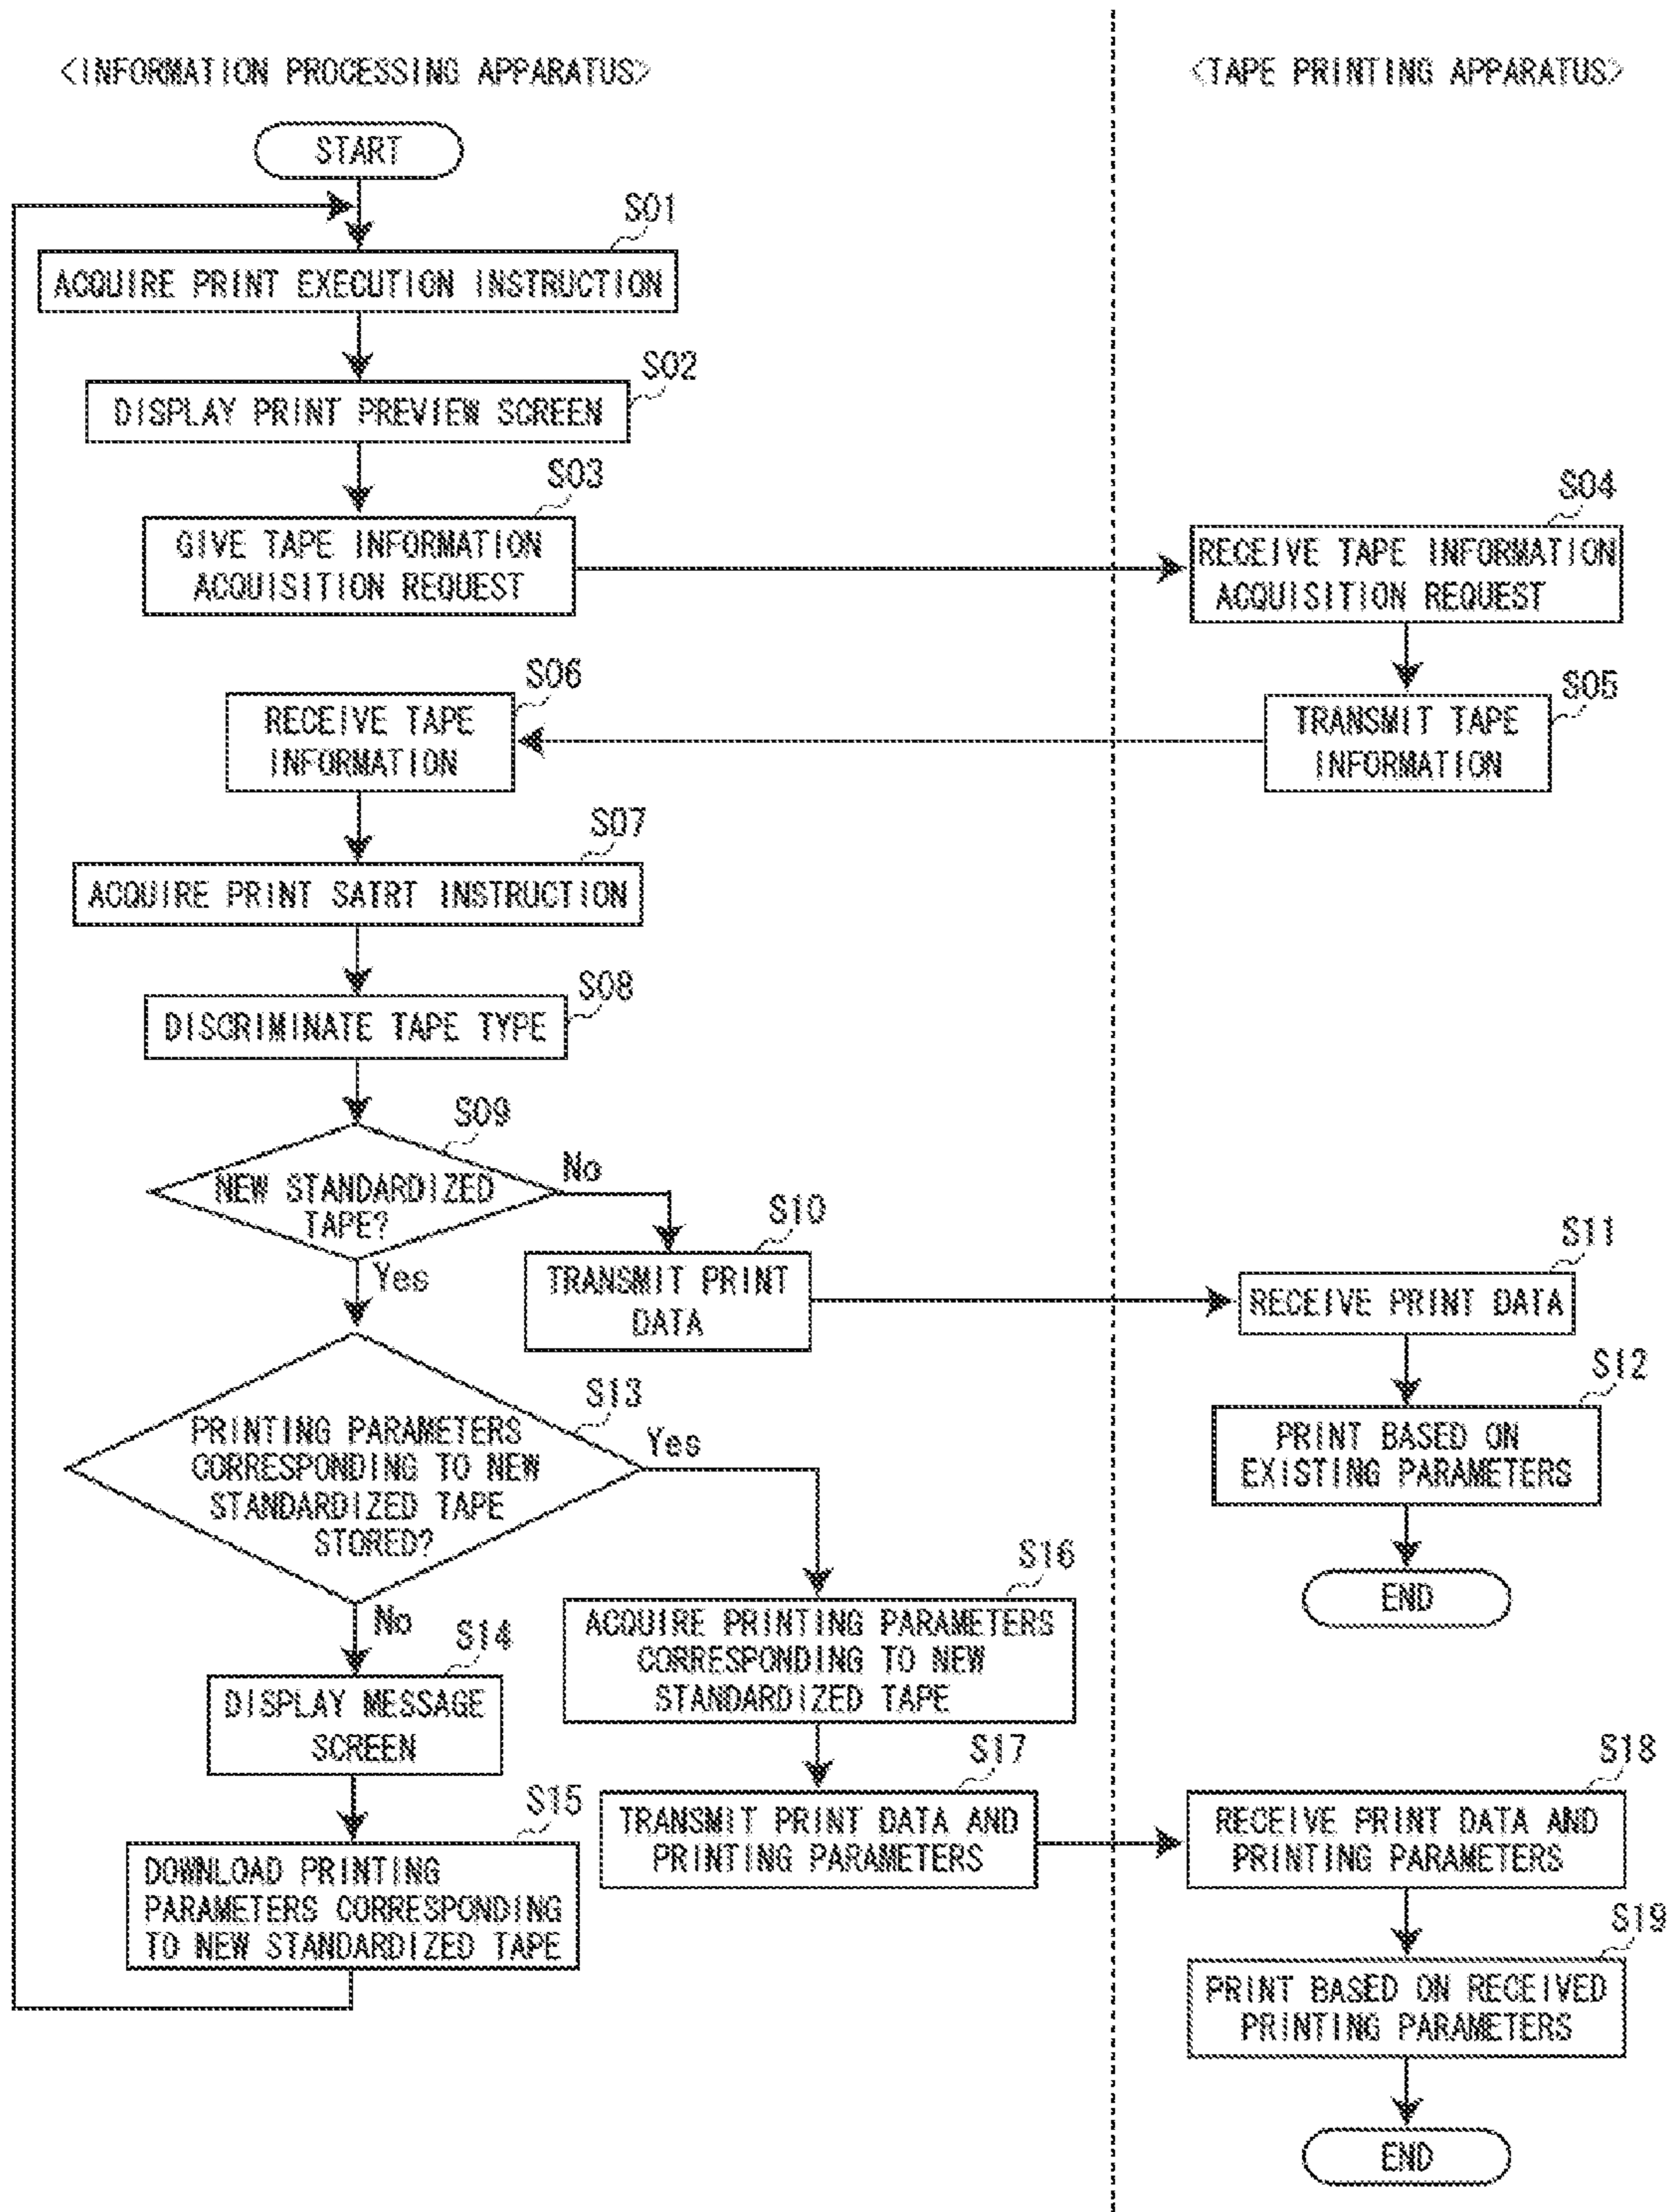 <INFORMATION PROCESSING APPARATUS>
<TAPE PRINTING APPARATUS>
START
S01
ACQUIRE PRINT EXECUTION INSTRUCTION
S02
DISPLAY PRINT PREVIEW SCREEN
S03
GIVE TAPE INFORMATION
ACQUISITION REQUEST
S04
RECEIVE TAPE INFORMATION
ACQUISITION REQUEST
S05
TRANSMIT TAPE
INFORMATION
S06
RECEIVE TAPE
INFORMATION
S07
ACQUIRE PRINT SATRT INSTRUCTION
S08
DISCRIMINATE TAPE TYPE
S09
NEW STANDARDIZED
TAPE?
No
Yes
S10
TRANSMIT PRINT
DATA
S11
RECEIVE PRINT DATA
S12
PRINT BASED ON
EXISTING PARAMETERS
END
S13
PRINTING PARAMETERS
CORRESPONDING TO NEW
STANDARDIZED TAPE
STORED?
Yes
No
S14
DISPLAY MESSAGE
SCREEN
S15
DOWNLOAD PRINTING
PARAMETERS CORRESPONDING
TO NEW STANDARDIZED TAPE
S16
ACQUIRE PRINTING PARAMETERS
CORRESPONDING TO NEW
STANDARDIZED TAPE
S17
TRANSMIT PRINT DATA AND
PRINTING PARAMETERS
S18
RECEIVE PRINT DATA AND
PRINTING PARAMETERS
S19
PRINT BASED ON RECEIVED
PRINTING PARAMETERS
END